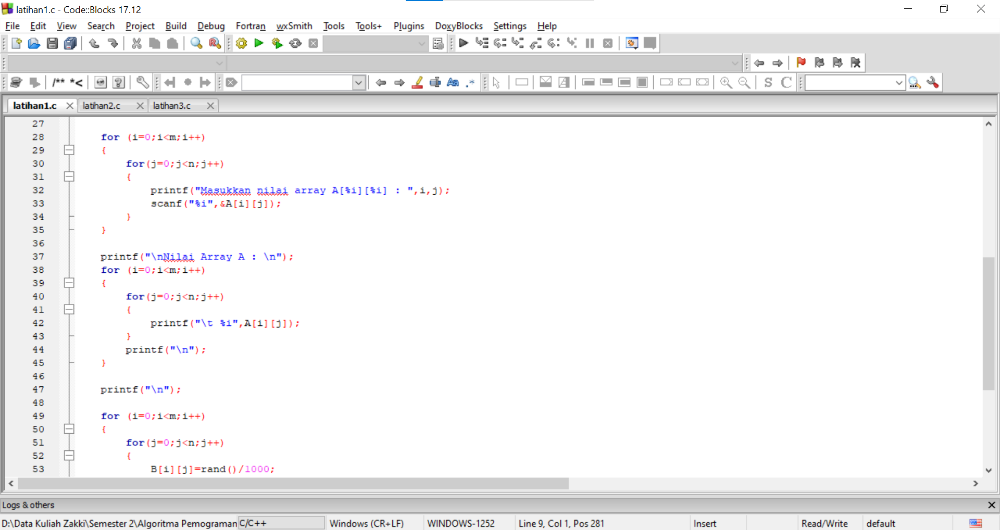 latihan1.c - Code::Blocks 17.12
File Edit View Search Project Build Debug Fortran wxSmith Tools Tools+ Plugins DoxyBlocks Settings Help
/** *<
Aa .*
S C
latihan1.c latihan2.c latihan3.c
27
28 for (i=0;i<m;i++)
29 {
30 for(j=0;j<n;j++)
31 {
32 printf("Masukkan nilai array A[%i][%i] : ",i,j);
33 scanf("%i",&A[i][j]);
34 }
35 }
36
37 printf("\nNilai Array A : \n");
38 for (i=0;i<m;i++)
39 {
40 for(j=0;j<n;j++)
41 {
42 printf("\t %i",A[i][j]);
43 }
44 printf("\n");
45 }
46
47 printf("\n");
48
49 for (i=0;i<m;i++)
50 {
51 for(j=0;j<n;j++)
52 {
53 B[i][j]=rand()/1000;
Logs & others
D:\Data Kuliah Zakki\Semester 2\Algoritma Pemograman C/C++ Windows (CR+LF) WINDOWS-1252 Line 9, Col 1, Pos 281 Insert Read/Write default